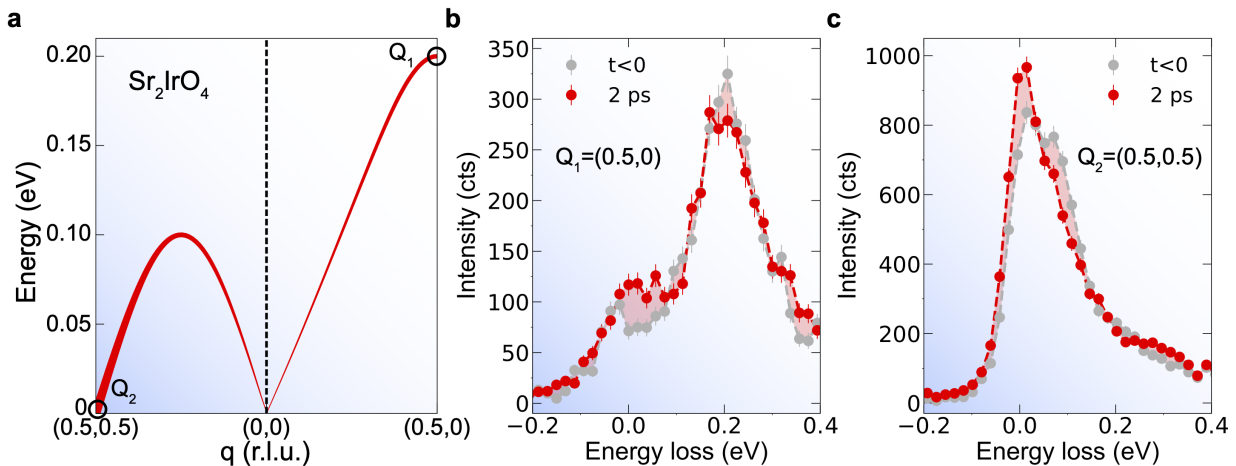 a
0.20
0.15
0.10
0.05
0
Energy (eV)
Sr₂IrO₄
Q₁
Q₂
(0.5,0.5)
(0,0)
(0.5,0)
q (r.l.u.)
b
350
300
250
200
150
100
50
0
Intensity (cts)
t<0
2 ps
Q₁=(0.5,0)
−0.2
0.0
0.2
0.4
Energy loss (eV)
c
1000
800
600
400
200
0
Intensity (cts)
t<0
2 ps
Q₂=(0.5,0.5)
−0.2
0.0
0.2
0.4
Energy loss (eV)